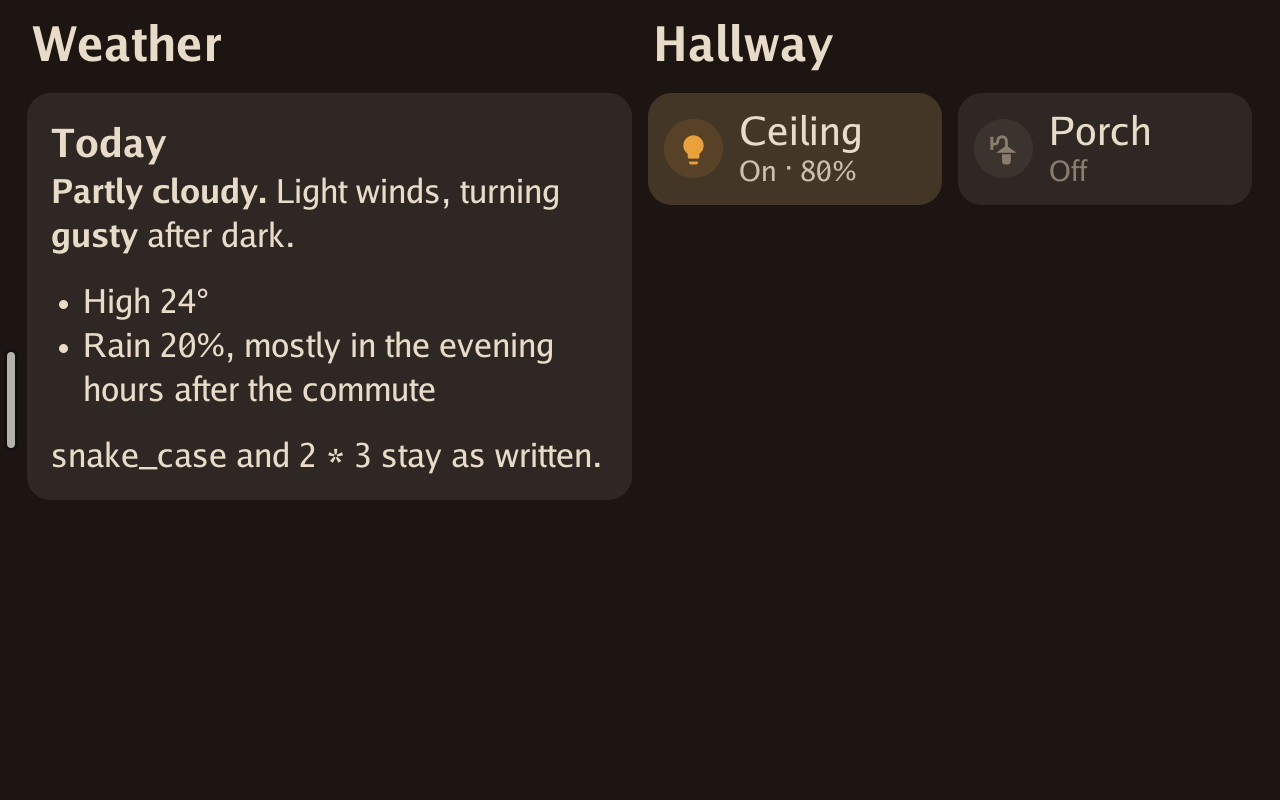 Weather
Today
Partly cloudy. Light winds, turning
gusty after dark.
• High 24°
• Rain 20%, mostly in the evening
hours after the commute
snake_case and 2 * 3 stay as written.
Hallway
Ceiling
On · 80%
Porch
Off